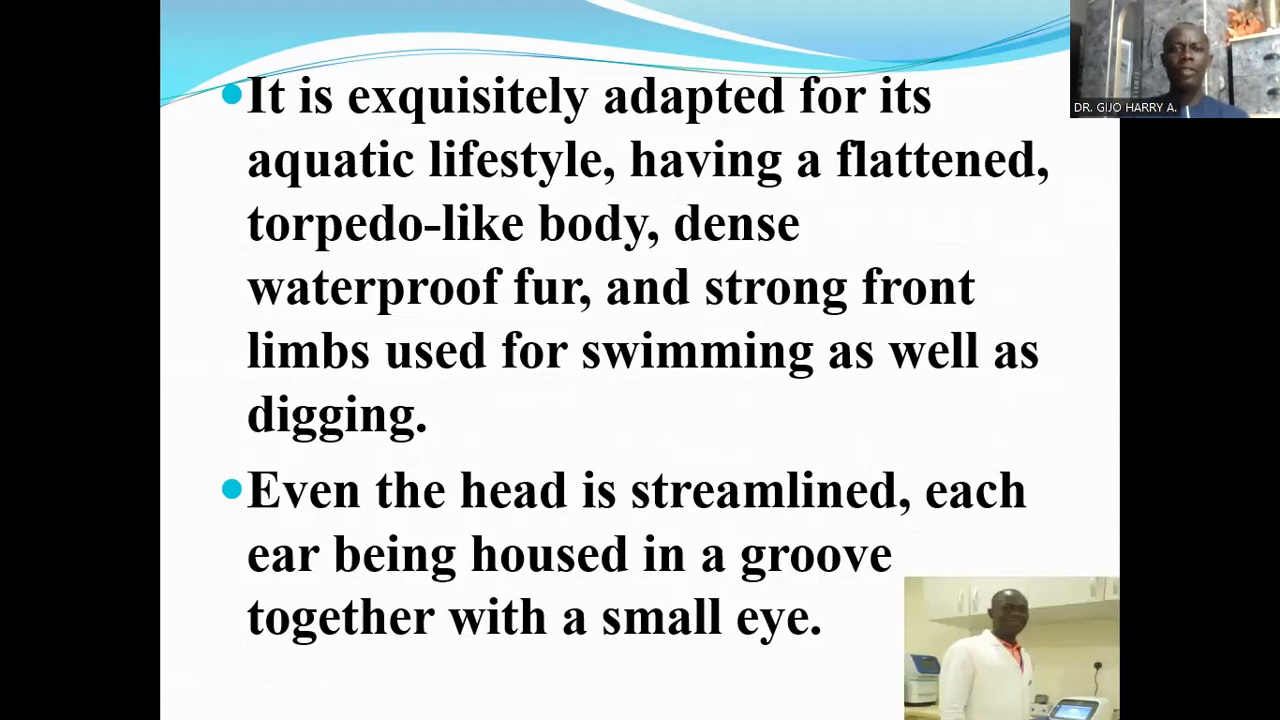 DR. GIJO HARRY A.
•It is exquisitely adapted for its
aquatic lifestyle, having a flattened,
torpedo-like body, dense
waterproof fur, and strong front
limbs used for swimming as well as
digging.
•Even the head is streamlined, each
ear being housed in a groove
together with a small eye.